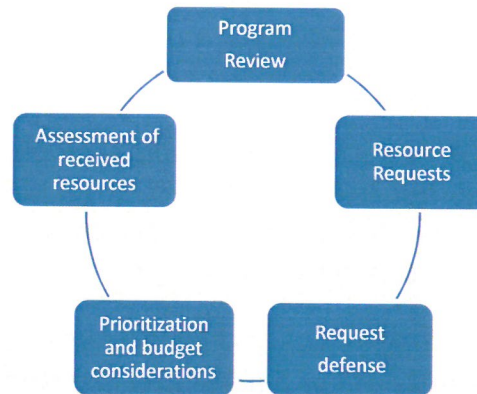 Program
Review
Resource
Requests
Request
defense
Prioritization
and budget
considerations
Assessment of
received
resources